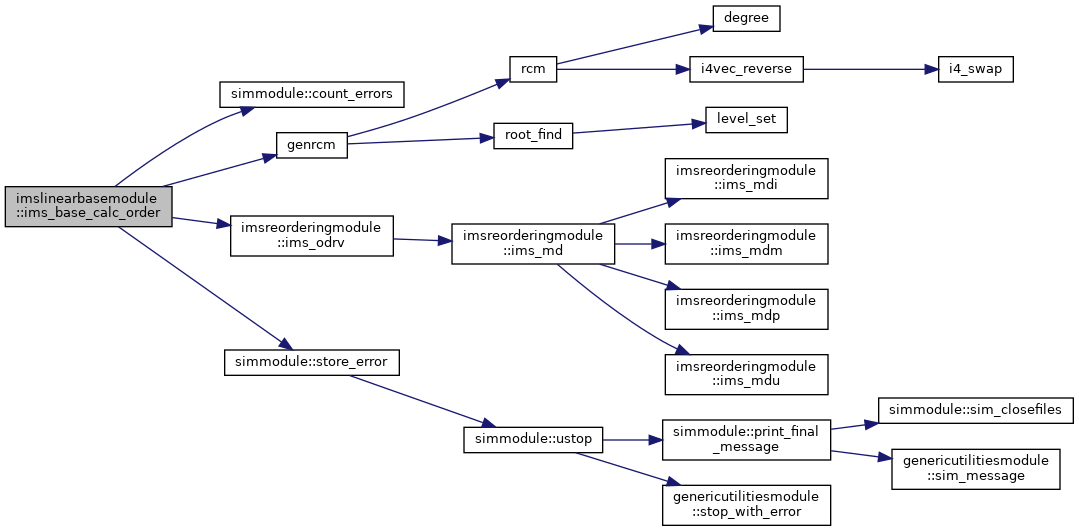 degree
rcm
i4vec_reverse
i4_swap
simmodule::count_errors
level_set
genrcm
root_find
imsreorderingmodule
::ims_mdi
imslinearbasemodule
::ims_base_calc_order
imsreorderingmodule
::ims_odrv
imsreorderingmodule
::ims_md
imsreorderingmodule
::ims_mdm
imsreorderingmodule
::ims_mdp
simmodule::store_error
imsreorderingmodule
::ims_mdu
simmodule::ustop
simmodule::print_final
_message
simmodule::sim_closefiles
genericutilitiesmodule
::sim_message
genericutilitiesmodule
::stop_with_error